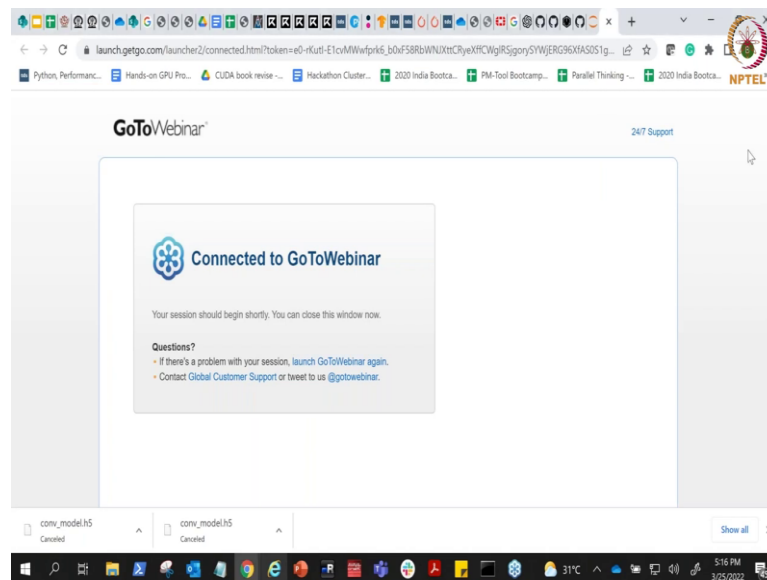 launch.getgo.com/launcher2/connected.html?token=
Python, Performanc... Hands-on GPU Pro... CUDA book revise -... Hackathon Cluster... 2020 India Bootca... PM-Tool Bootcamp... Parallel Thinking -... 2020 India Bootca...
NPTEL
GoToWebinar
24/7 Support
Connected to GoToWebinar
Your session should begin shortly. You can close this window now.
Questions?
If there's a problem with your session, launch GoToWebinar again.
Contact Global Customer Support or tweet to us @gotowebinar.
conv_model.h5
Canceled
conv_model.h5
Canceled
Show all
31°C
5:16 PM
3/25/2022